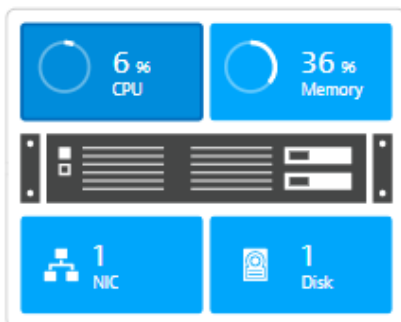 6 %
CPU
36 %
Memory
1
NIC
1
Disk